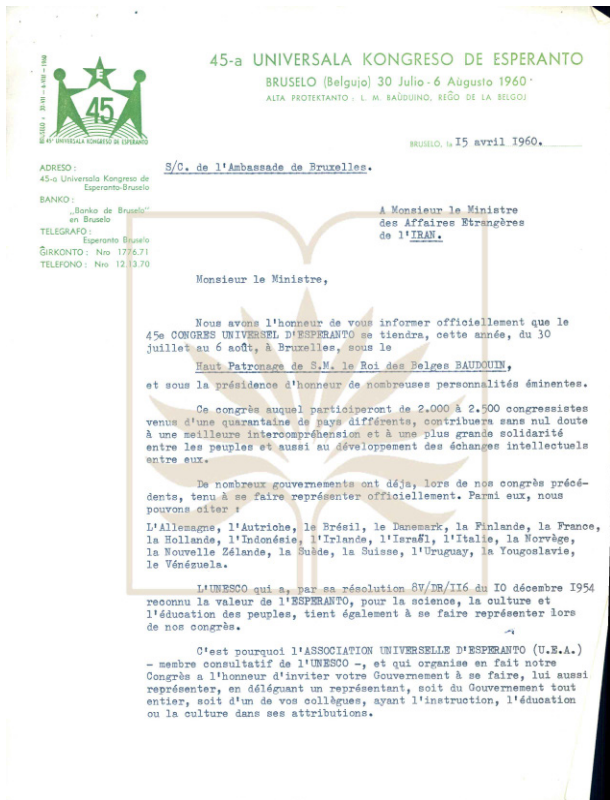 45-a UNIVERSALA KONGRESO DE ESPERANTO
BRUSELO (Belgujo) 30 Julio - 6 Aŭgusto 1960
ALTA PROTEKTANTO : L. M. BAŬDUINO, REĜO DE LA BELGOJ
E
45
45ª UNIVERSALA KONGRESO DE ESPERANTO
BRUSELO, la 15 avril 1960.
S/C. de l'Ambassade de Bruxelles.
ADRESO :
45-a Universala Kongreso de
Esperanto-Bruselo
BANKO :
„Banko de Bruselo"
en Bruselo
TELEGRAFO :
Esperanto Bruselo
ĜIRKONTO : Nro 1776.71
TELEFONO : Nro 12.13.70
A Monsieur le Ministre
des Affaires Etrangères
de l'IRAN.
Monsieur le Ministre,
Nous avons l'honneur de vous informer officiellement que le
45e CONGRES UNIVERSEL D'ESPERANTO se tiendra, cette année, du 30
juillet au 6 août, à Bruxelles, sous le
Haut Patronage de S.M. le Roi des Belges BAUDOUIN,
et sous la présidence d'honneur de nombreuses personnalités éminentes.
Ce congrès auquel participeront de 2.000 à 2.500 congressistes
venus d'une quarantaine de pays différents, contribuera sans nul doute
à une meilleure intercompréhension et à une plus grande solidarité
entre les peuples et aussi au développement des échanges intellectuels
entre eux.
De nombreux gouvernements ont déja, lors de nos congrès précé-
dents, tenu à se faire représenter officiellement. Parmi eux, nous
pouvons citer :
L'Allemagne, l'Autriche, le Brésil, le Danemark, la Finlande, la France,
la Hollande, l'Indonésie, l'Irlande, l'Israël, l'Italie, la Norvège,
la Nouvelle Zélande, la Suède, la Suisse, l'Uruguay, la Yougoslavie,
le Vénézuela.
L'UNESCO qui a, par sa résolution 8V/DR/II6 du IO décembre I954
reconnu la valeur de l'ESPERANTO, pour la science, la culture et
l'éducation des peuples, tient également à se faire représenter lors
de nos congrès.
C'est pourquoi l'ASSOCIATION UNIVERSELLE D'ESPERANTO (U.E.A.)
- membre consultatif de l'UNESCO -, et qui organise en fait notre
Congrès a l'honneur d'inviter votre Gouvernement à se faire, lui aussi
représenter, en déléguant un représentant, soit du Gouvernement tout
entier, soit d'un de vos collègues, ayant l'instruction, l'éducation
ou la culture dans ses attributions.